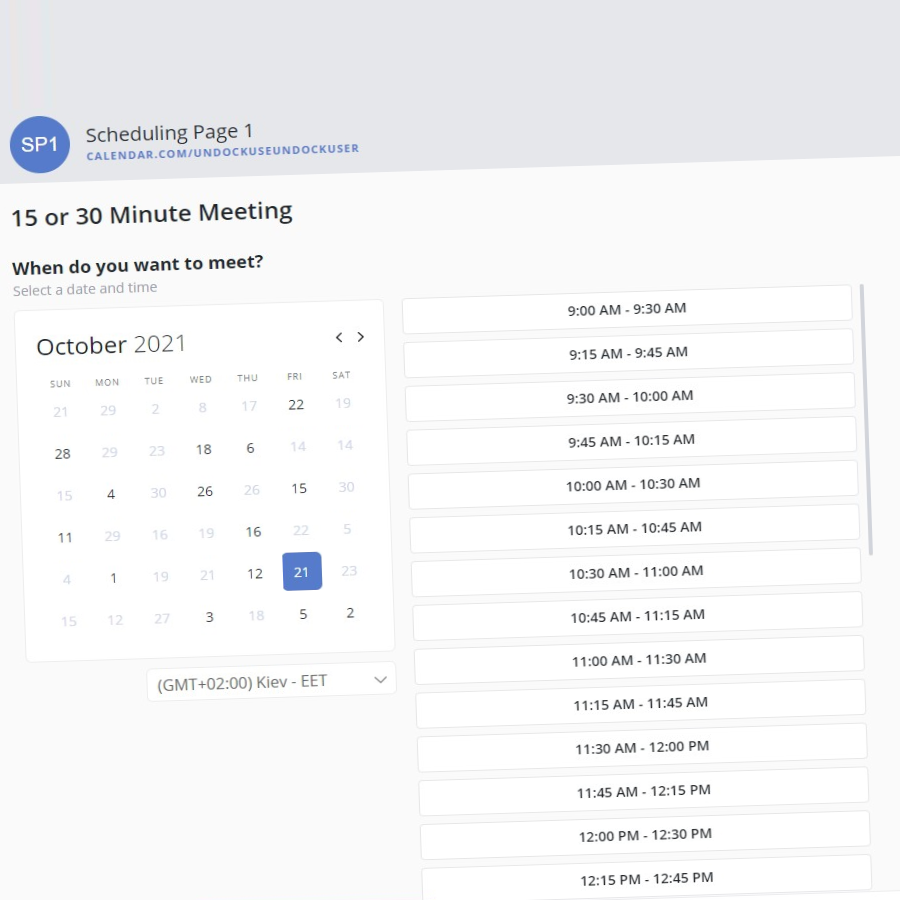 SP1
Scheduling Page 1
CALENDAR.COM/UNDOCKUSEUNDOCKUSER
15 or 30 Minute Meeting
When do you want to meet?
Select a date and time
October 2021
SUN MON TUE WED THU FRI SAT
21 29 2 8 17 22 19
28 29 23 18 6 14 14
15 4 30 26 26 15 30
11 29 16 19 16 22 5
4 1 19 21 12 21 23
15 12 27 3 18 5 2
(GMT+02:00) Kiev - EET
9:00 AM - 9:30 AM
9:15 AM - 9:45 AM
9:30 AM - 10:00 AM
9:45 AM - 10:15 AM
10:00 AM - 10:30 AM
10:15 AM - 10:45 AM
10:30 AM - 11:00 AM
10:45 AM - 11:15 AM
11:00 AM - 11:30 AM
11:15 AM - 11:45 AM
11:30 AM - 12:00 PM
11:45 AM - 12:15 PM
12:00 PM - 12:30 PM
12:15 PM - 12:45 PM